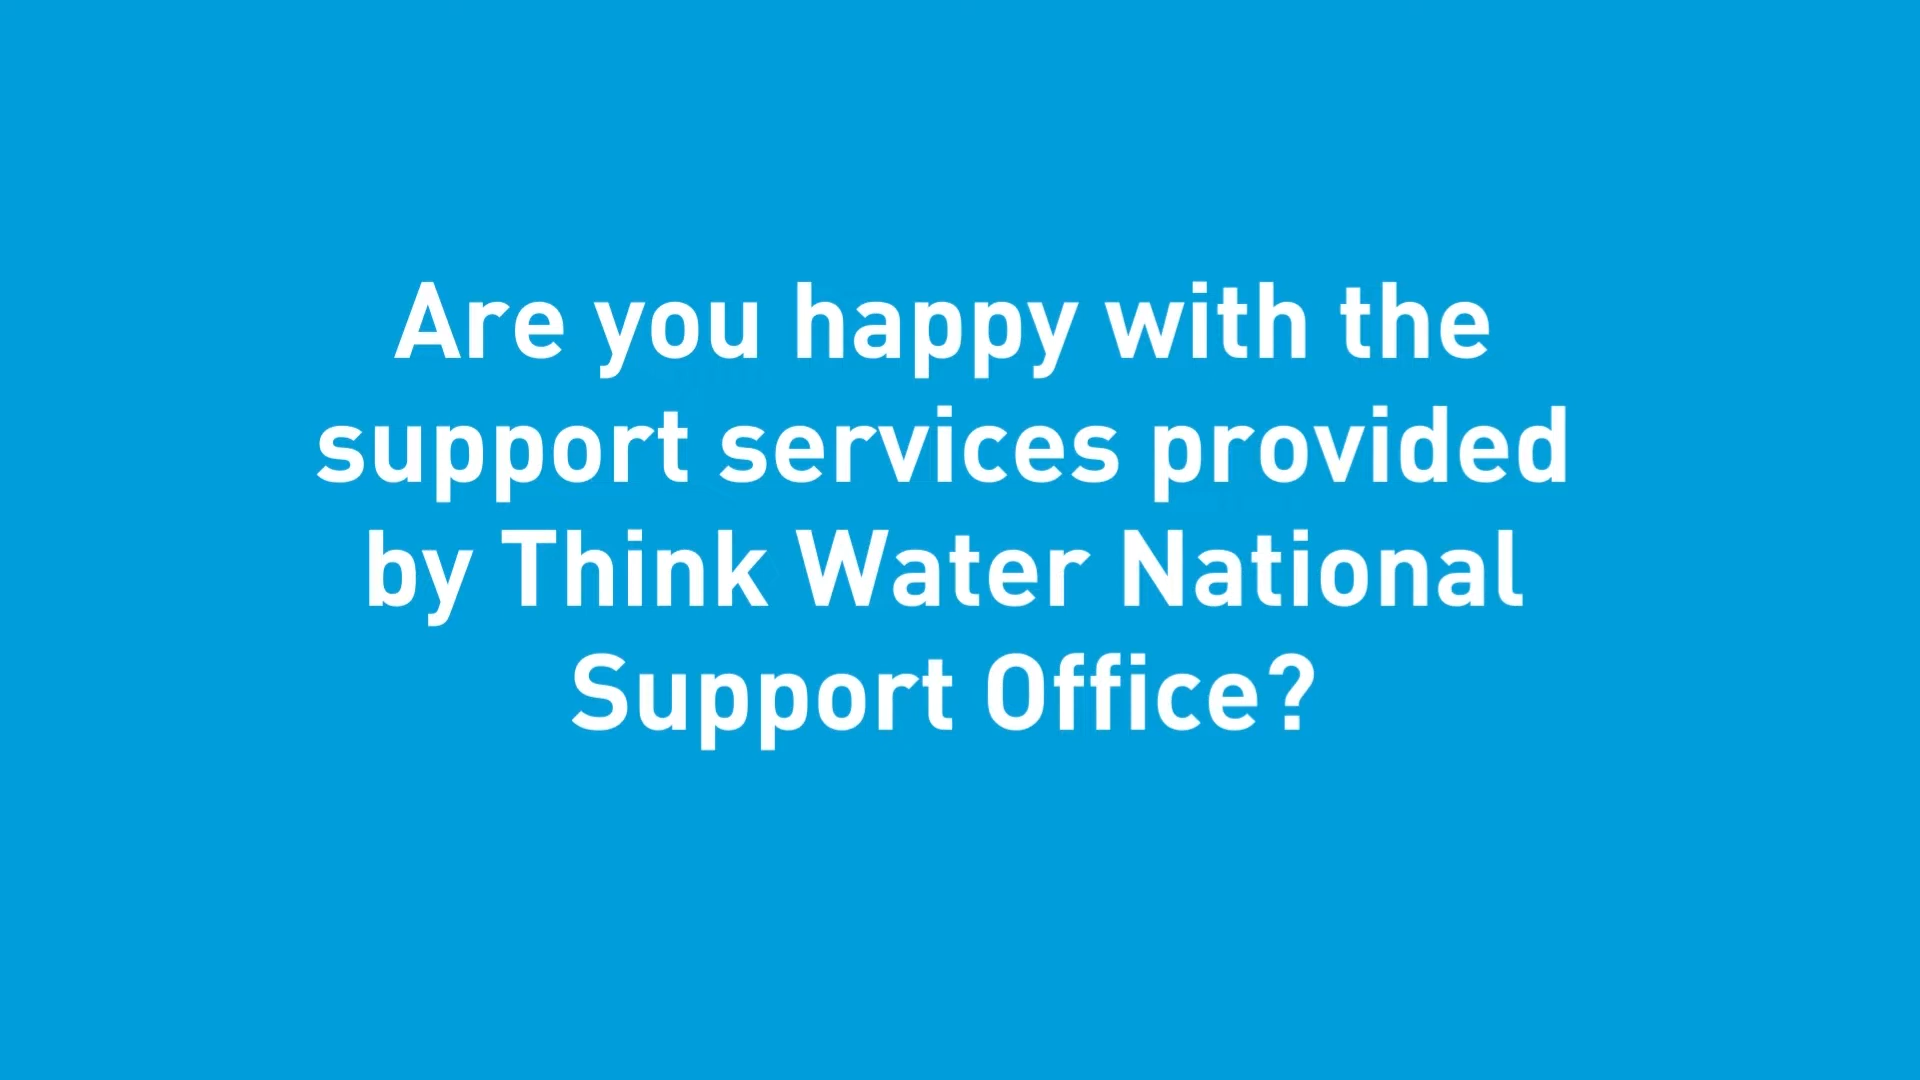 Are you happy with the
support services provided
by Think Water National
Support Office?